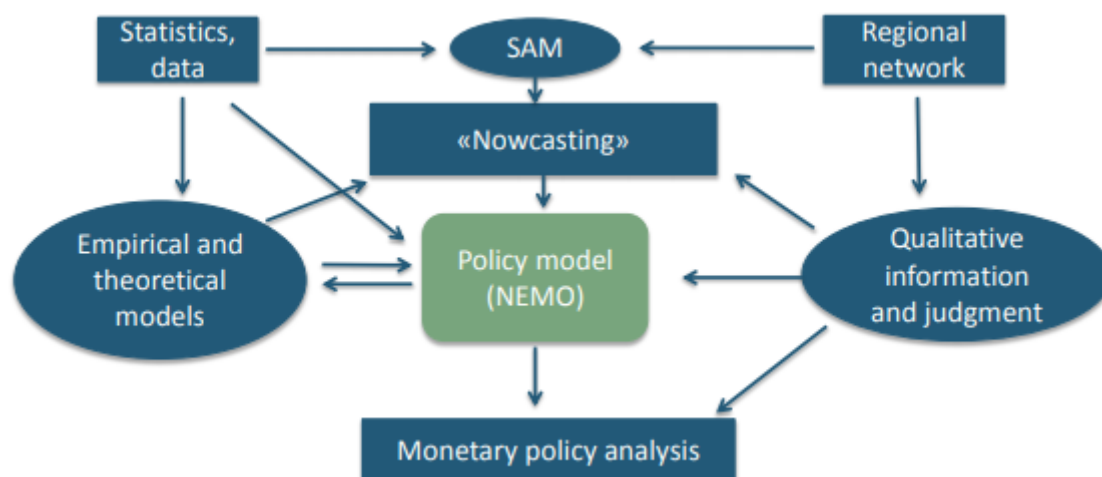 Statistics,
data
SAM
Regional
network
«Nowcasting»
Empirical and
theoretical
models
Policy model
(NEMO)
Qualitative
information
and judgment
Monetary policy analysis